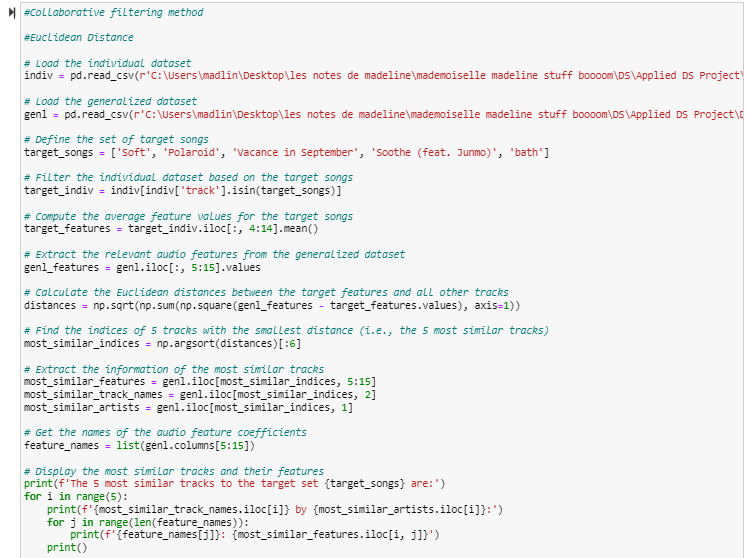 #Collaborative filtering method
#Euclidean Distance
# Load the individual dataset
indiv = pd.read_csv(r'C:\Users\madlin\Desktop\les notes de madeline\mademoiselle madeline stuff boooom\DS\Applied DS Project\
# Load the generalized dataset
genl = pd.read_csv(r'C:\Users\madlin\Desktop\les notes de madeline\mademoiselle madeline stuff boooom\DS\Applied DS Project\D
# Define the set of target songs
target_songs = ['Soft', 'Polaroid', 'Vacance in September', 'Soothe (feat. Junmo)', 'bath']
# Filter the individual dataset based on the target songs
target_indiv = indiv[indiv['track'].isin(target_songs)]
# Compute the average feature values for the target songs
target_features = target_indiv.iloc[:, 4:14].mean()
# Extract the relevant audio features from the generalized dataset
genl_features = genl.iloc[:, 5:15].values
# Calculate the Euclidean distances between the target features and all other tracks
distances = np.sqrt(np.sum(np.square(genl_features - target_features.values), axis=1))
# Find the indices of 5 tracks with the smallest distance (i.e., the 5 most similar tracks)
most_similar_indices = np.argsort(distances)[:6]
# Extract the information of the most similar tracks
most_similar_features = genl.iloc[most_similar_indices, 5:15]
most_similar_track_names = genl.iloc[most_similar_indices, 2]
most_similar_artists = genl.iloc[most_similar_indices, 1]
# Get the names of the audio feature coefficients
feature_names = list(genl.columns[5:15])
# Display the most similar tracks and their features
print(f'The 5 most similar tracks to the target set {target_songs} are:')
for i in range(5):
    print(f'{most_similar_track_names.iloc[i]} by {most_similar_artists.iloc[i]}:')
    for j in range(len(feature_names)):
        print(f'{feature_names[j]}: {most_similar_features.iloc[i, j]}')
    print()